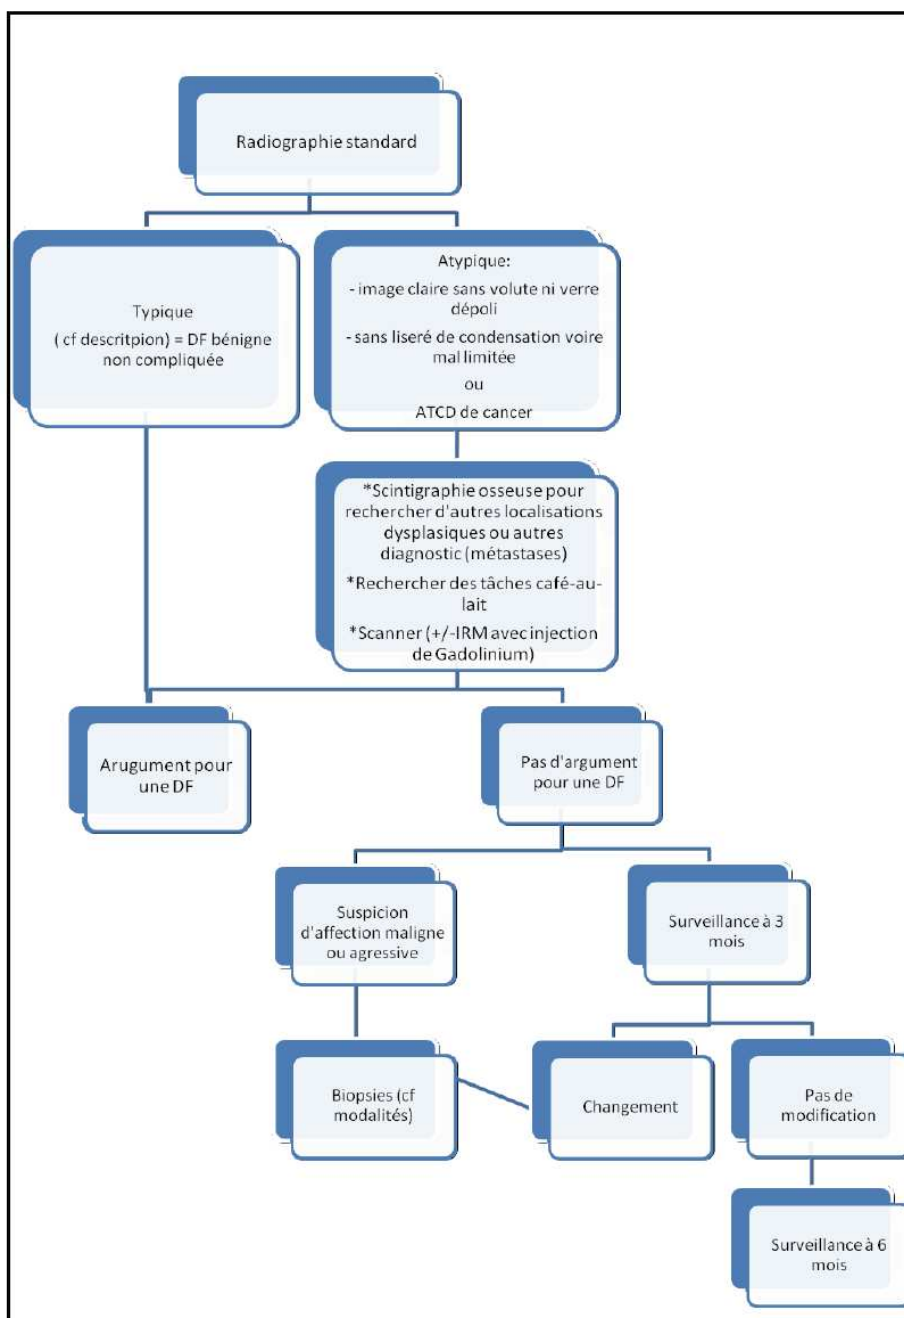 Radiographie standard
Typique
( cf descritpion) = DF bénigne
non compliquée
Atypique:
- image claire sans volute ni verre
dépoli
- sans liseré de condensation voire
mal limitée
ou
ATCD de cancer
*Scintigraphie osseuse pour
rechercher d'autres localisations
dysplasiques ou autres
diagnostic (métastases)
*Rechercher des tâches café-au-
lait
*Scanner (+/-IRM avec injection
de Gadolinium)
Arugument pour
une DF
Pas d'argument
pour une DF
Suspicion
d'affection maligne
ou agressive
Surveillance à 3
mois
Biopsies (cf
modalités)
Changement
Pas de
modification
Surveillance à 6
mois